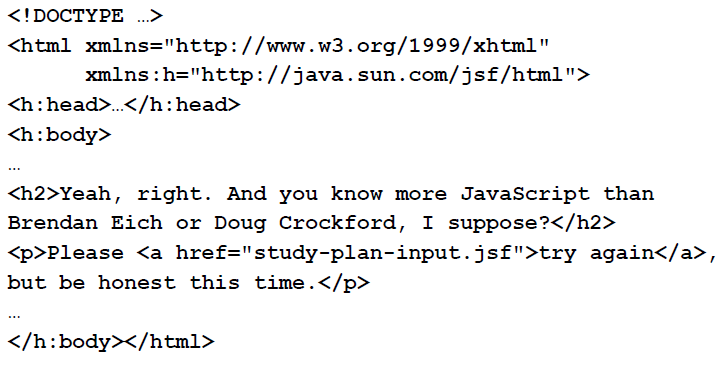 <!DOCTYPE …>
<html xmlns="http://www.w3.org/1999/xhtml"
      xmlns:h="http://java.sun.com/jsf/html">
<h:head>…</h:head>
<h:body>
…
<h2>Yeah, right. And you know more JavaScript than
Brendan Eich or Doug Crockford, I suppose?</h2>
<p>Please <a href="study-plan-input.jsf">try again</a>,
but be honest this time.</p>
…
</h:body></html>